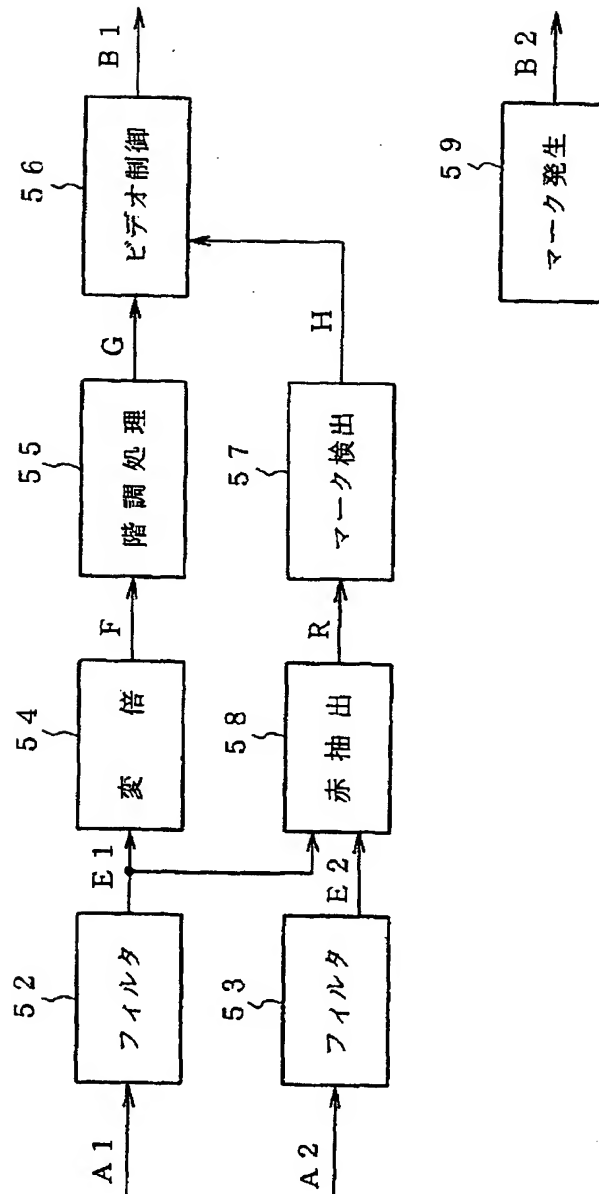 ５２
５４
５５
５６
A１
フィルタ
E１
変　倍
F
階調処理
G
ビデオ制御
B１
５３
５８
５７
A２
フィルタ
E２
赤抽出
R
マーク検出
H
５９
マーク発生
B２